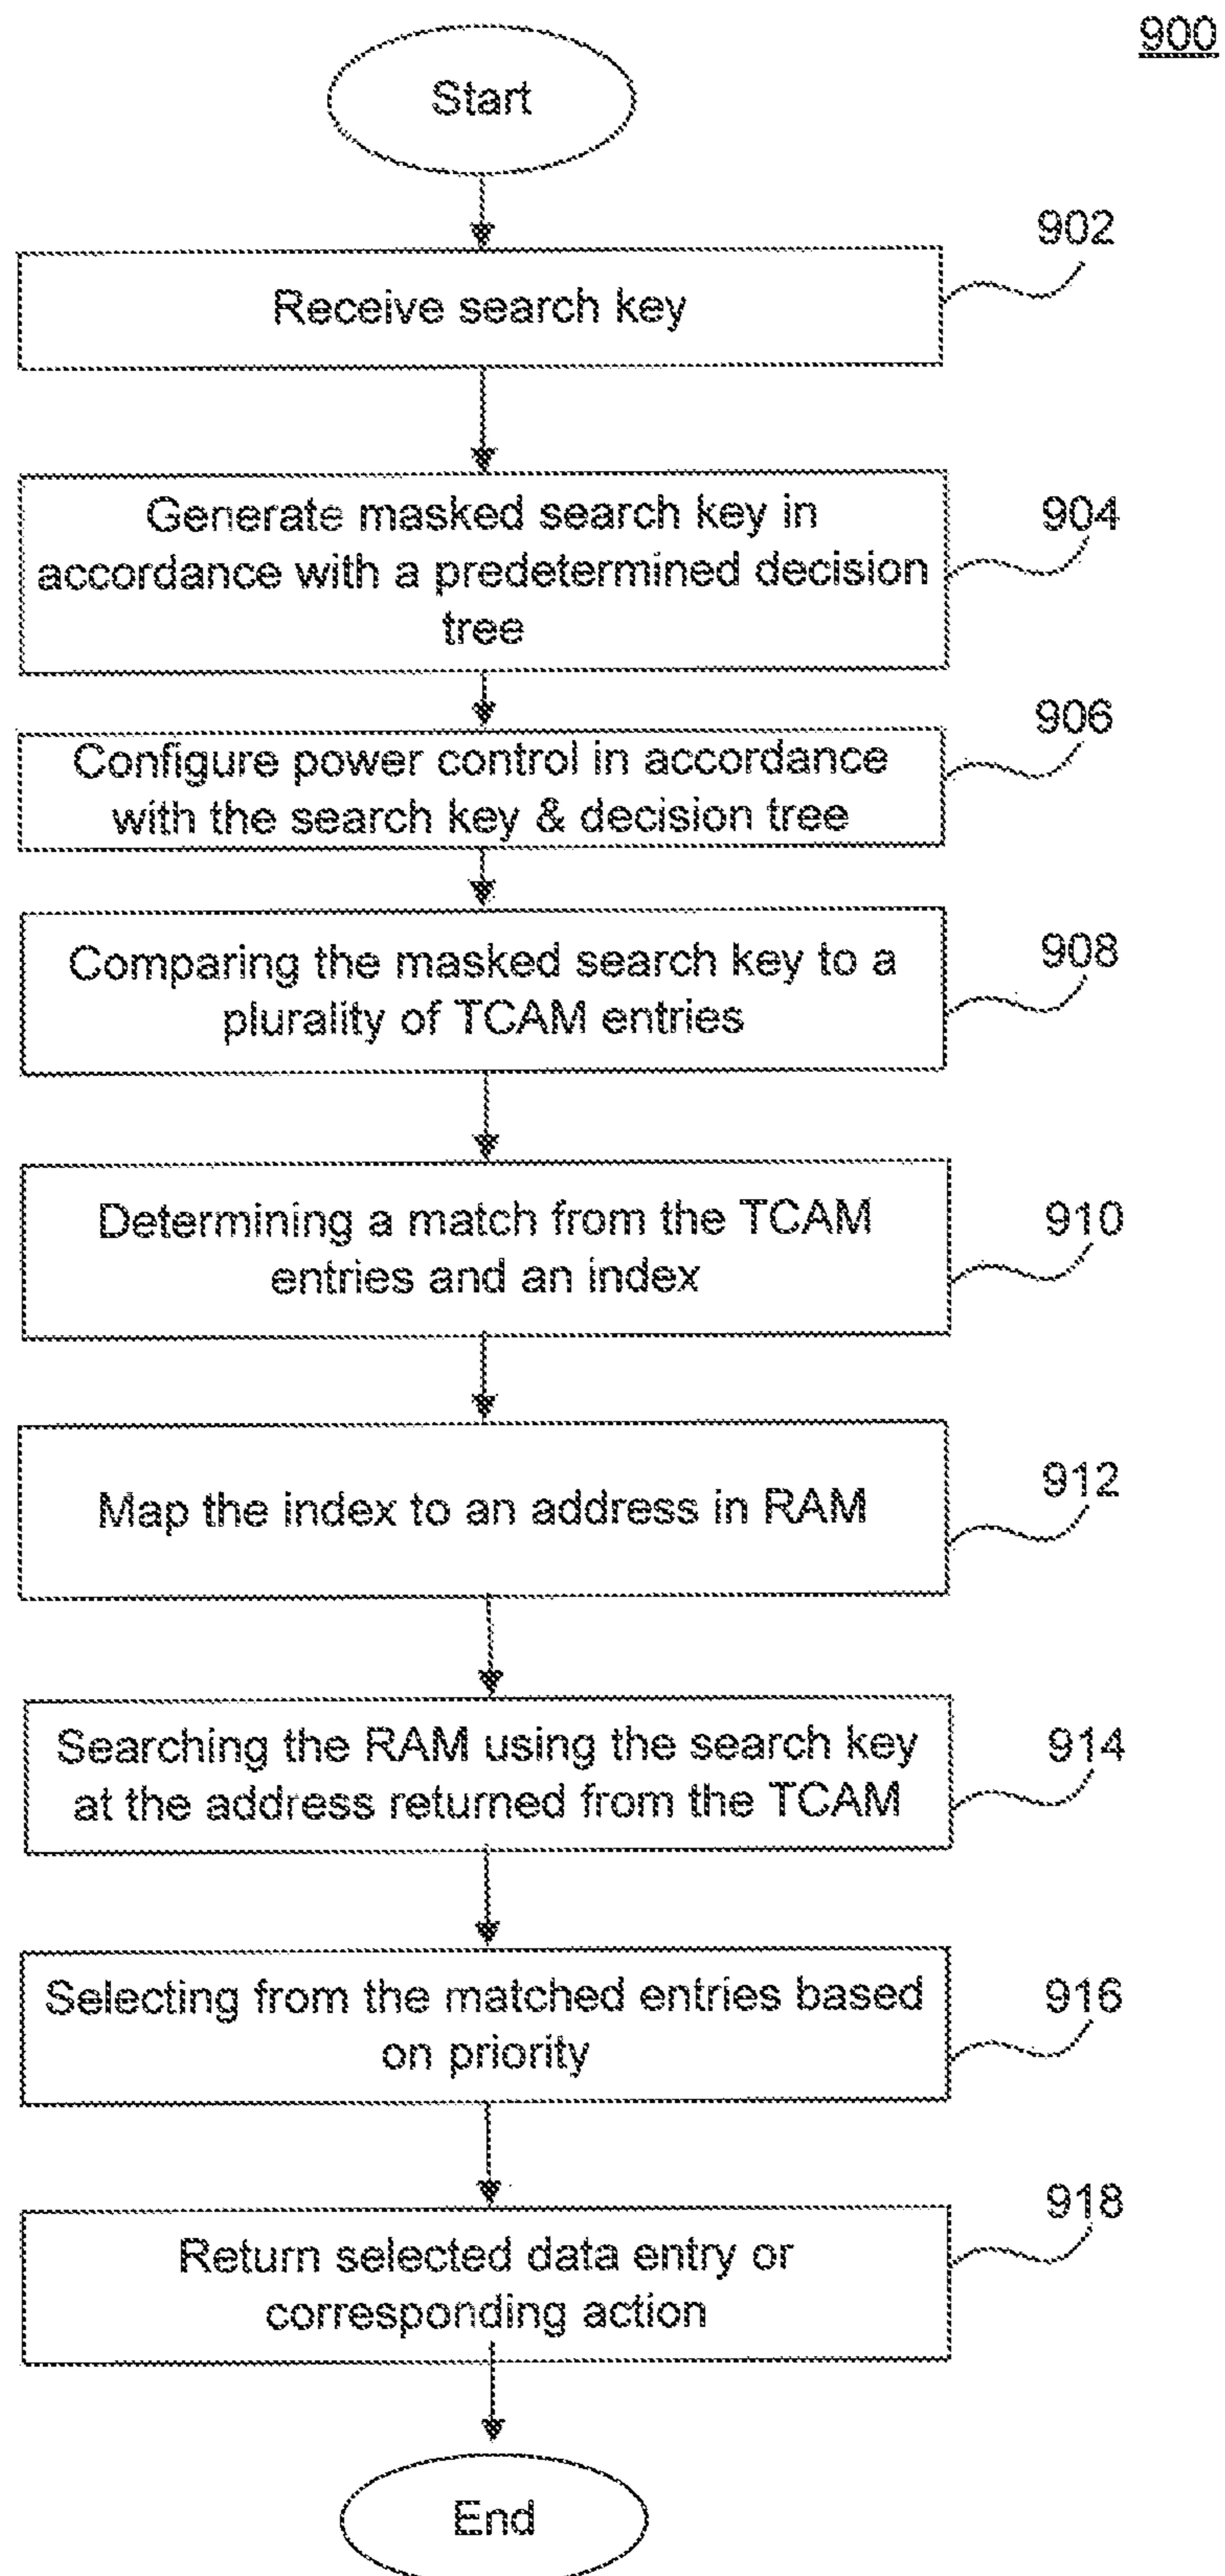 900
Start
902
Receive search key
904
Generate masked search key in
accordance with a predetermined decision
tree
906
Configure power control in accordance
with the search key & decision tree
908
Comparing the masked search key to a
plurality of TCAM entries
910
Determining a match from the TCAM
entries and an index
912
Map the index to an address in RAM
914
Searching the RAM using the search key
at the address returned from the TCAM
916
Selecting from the matched entries based
on priority
918
Return selected data entry or
corresponding action
End